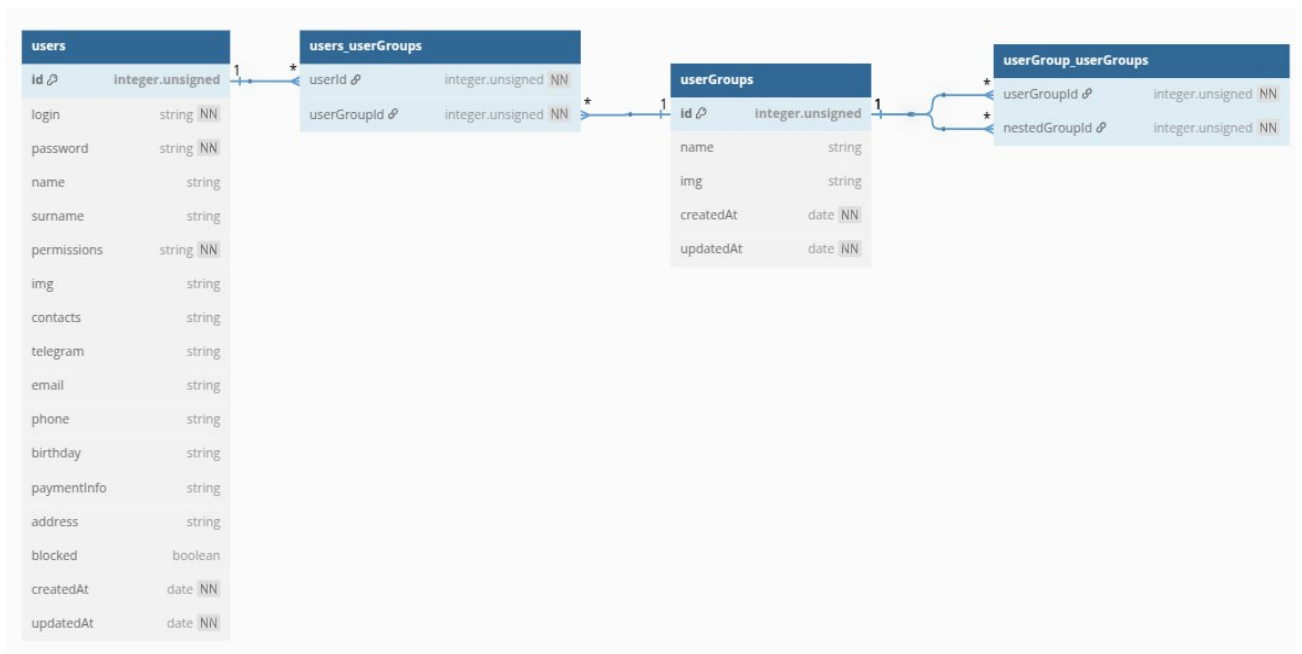 users
id integer.unsigned
login string NN
password string NN
name string
surname string
permissions string NN
img string
contacts string
telegram string
email string
phone string
birthday string
paymentInfo string
address string
blocked boolean
createdAt date NN
updatedAt date NN
1
*
users_userGroups
userId integer.unsigned NN
userGroupId integer.unsigned NN
*
1
userGroups
id integer.unsigned
name string
img string
createdAt date NN
updatedAt date NN
1
*
*
userGroup_userGroups
userGroupId integer.unsigned NN
nestedGroupId integer.unsigned NN